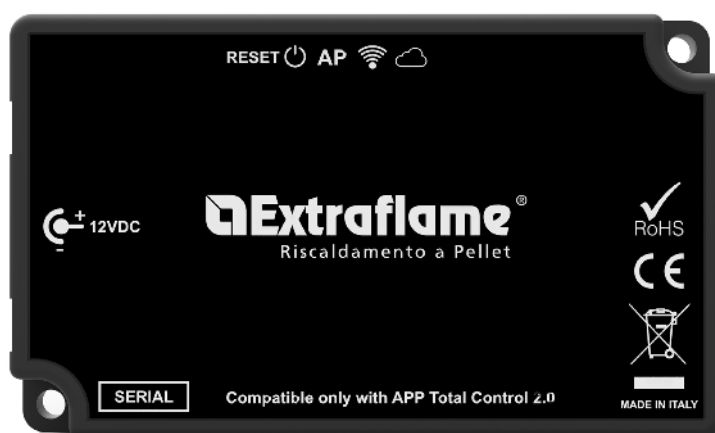 RESET AP
12VDC
Extraflame®
Riscaldamento a Pellet
RoHS
CE
SERIAL
Compatible only with APP Total Control 2.0
MADE IN ITALY